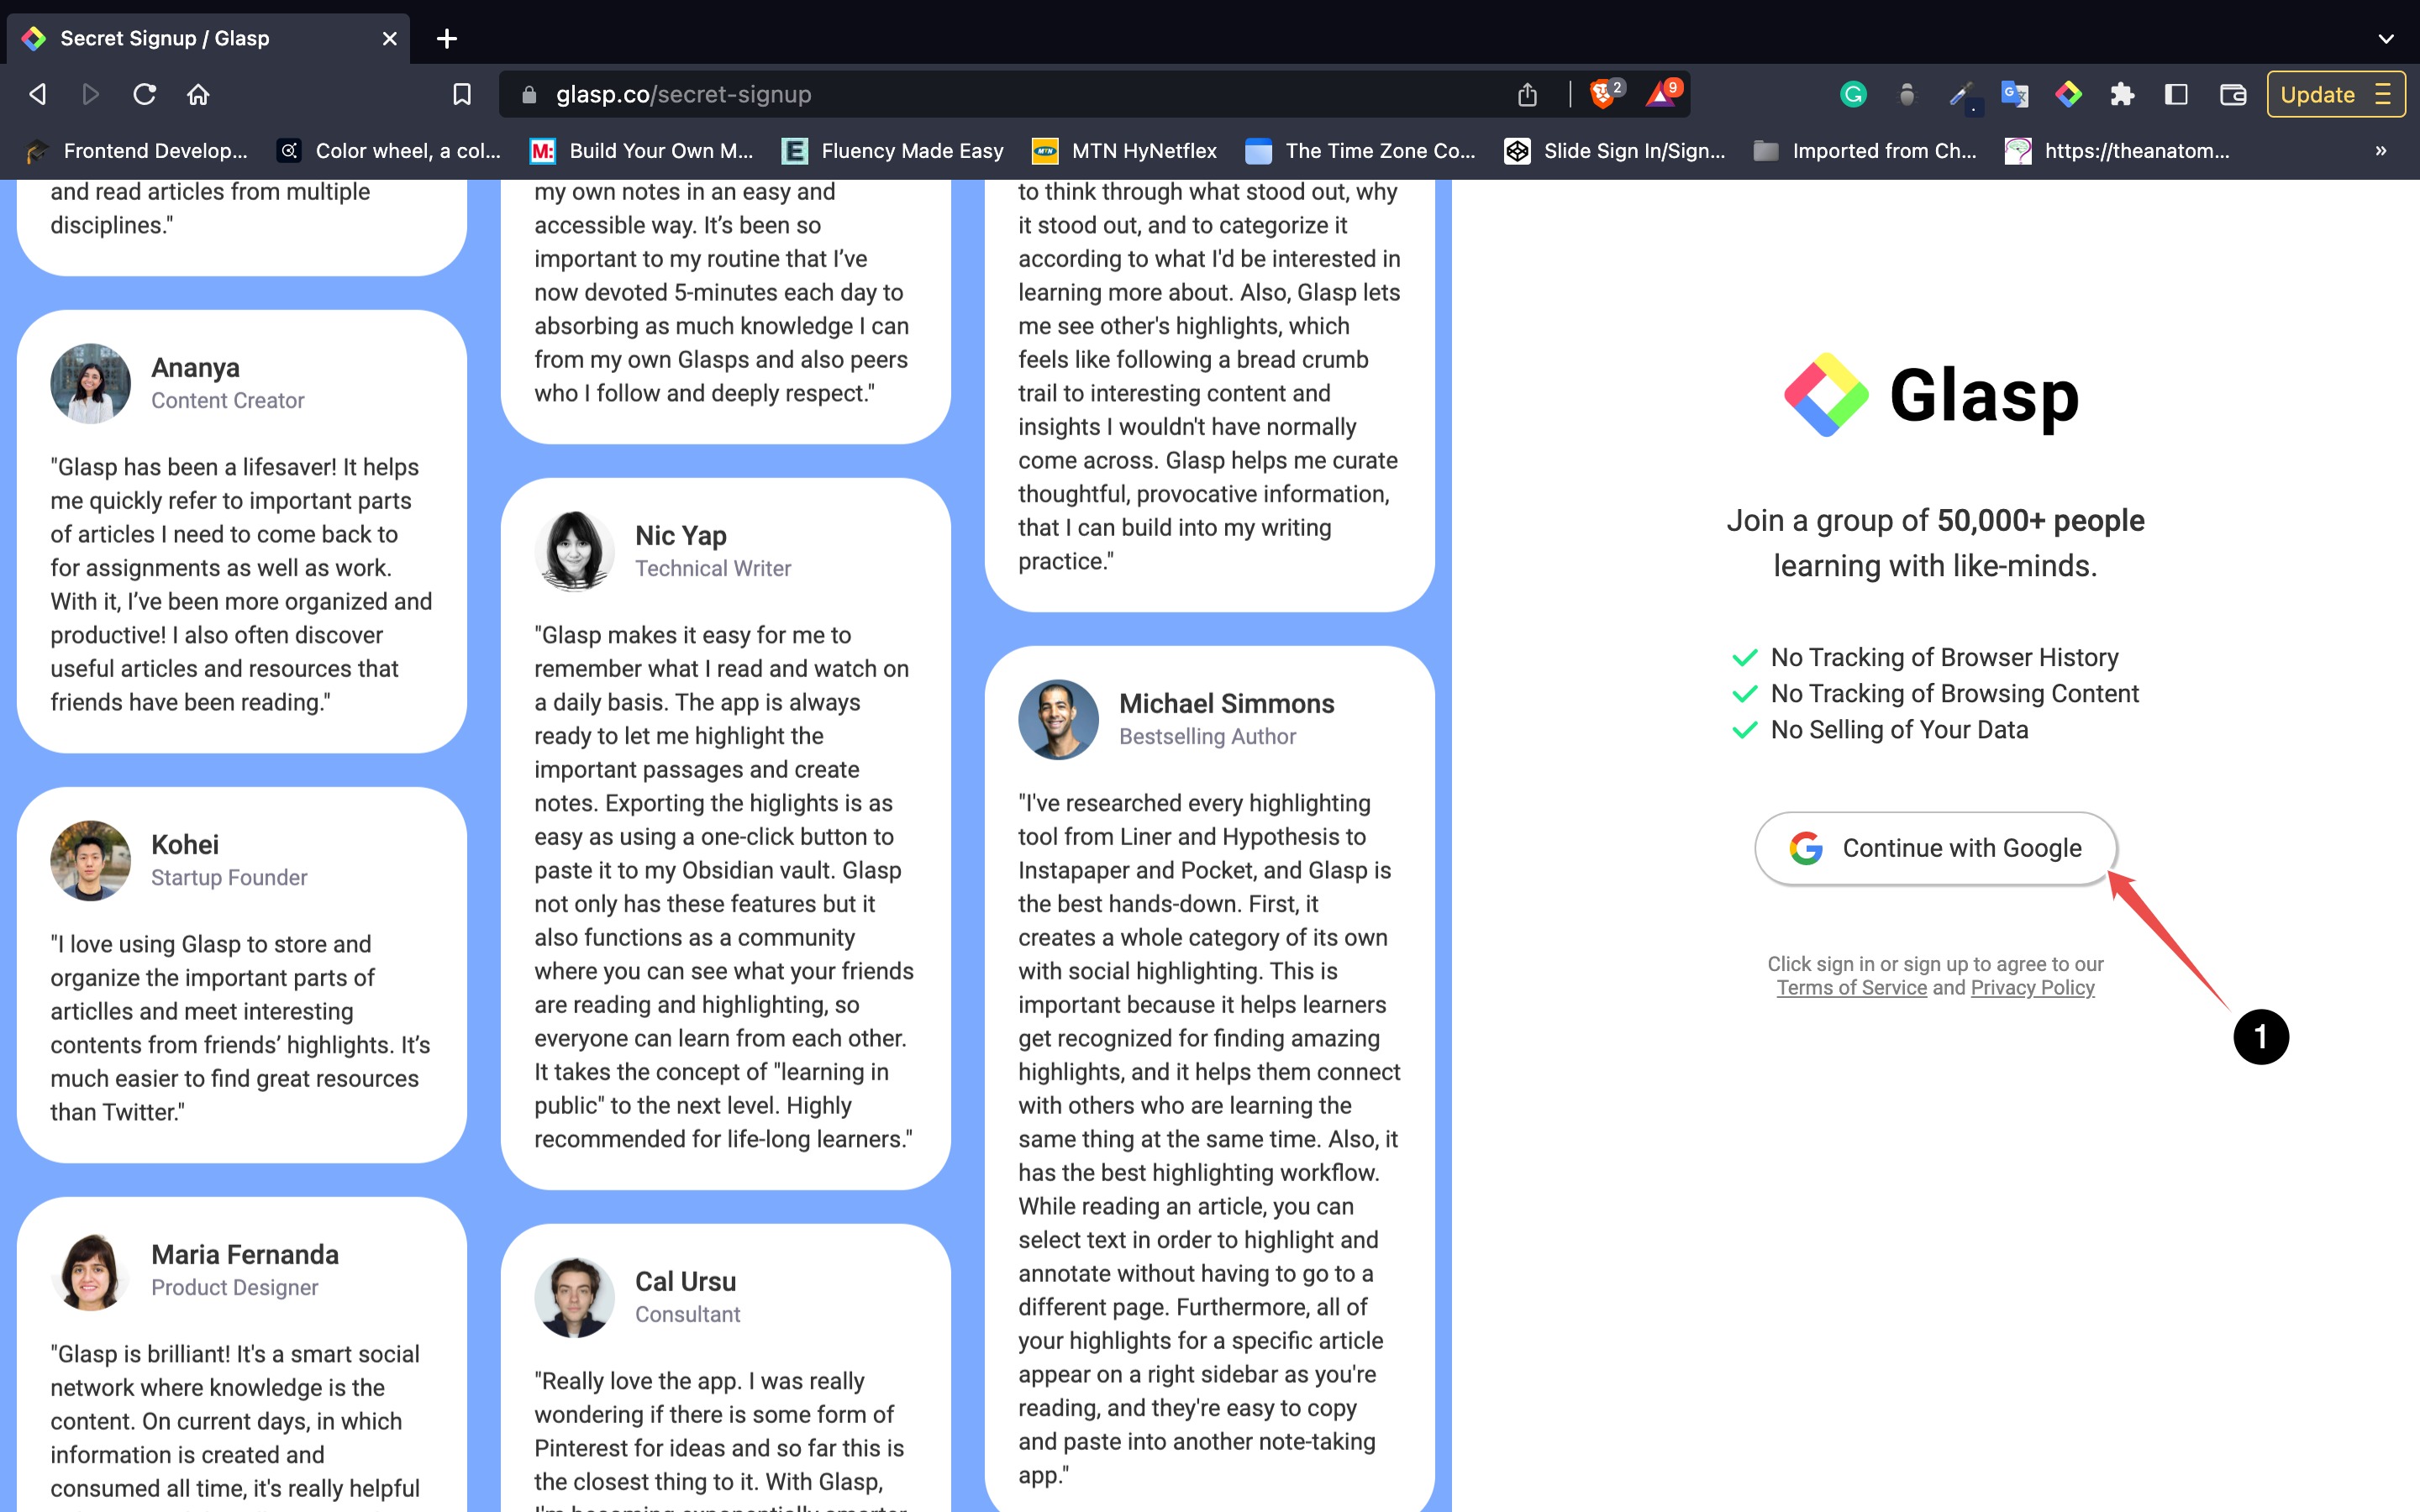 Secret Signup / Glasp
glasp.co/secret-signup
2
9
Update
Frontend Develop...
Color wheel, a col...
M:
Build Your Own M...
E
Fluency Made Easy
MTN
MTN HyNetflex
The Time Zone Co...
Slide Sign In/Sign...
Imported from Ch...
https://theanatom...
»
and read articles from multiple
disciplines."
Ananya
Content Creator
"Glasp has been a lifesaver! It helps
me quickly refer to important parts
of articles I need to come back to
for assignments as well as work.
With it, I’ve been more organized and
productive! I also often discover
useful articles and resources that
friends have been reading."
Kohei
Startup Founder
"I love using Glasp to store and
organize the important parts of
articlles and meet interesting
contents from friends’ highlights. It’s
much easier to find great resources
than Twitter."
Maria Fernanda
Product Designer
"Glasp is brilliant! It's a smart social
network where knowledge is the
content. On current days, in which
information is created and
consumed all time, it's really helpful
my own notes in an easy and
accessible way. It’s been so
important to my routine that I’ve
now devoted 5-minutes each day to
absorbing as much knowledge I can
from my own Glasps and also peers
who I follow and deeply respect."
Nic Yap
Technical Writer
"Glasp makes it easy for me to
remember what I read and watch on
a daily basis. The app is always
ready to let me highlight the
important passages and create
notes. Exporting the higlights is as
easy as using a one-click button to
paste it to my Obsidian vault. Glasp
not only has these features but it
also functions as a community
where you can see what your friends
are reading and highlighting, so
everyone can learn from each other.
It takes the concept of "learning in
public" to the next level. Highly
recommended for life-long learners."
Cal Ursu
Consultant
"Really love the app. I was really
wondering if there is some form of
Pinterest for ideas and so far this is
the closest thing to it. With Glasp,
I'm becoming exponentially smarter
to think through what stood out, why
it stood out, and to categorize it
according to what I'd be interested in
learning more about. Also, Glasp lets
me see other's highlights, which
feels like following a bread crumb
trail to interesting content and
insights I wouldn't have normally
come across. Glasp helps me curate
thoughtful, provocative information,
that I can build into my writing
practice."
Michael Simmons
Bestselling Author
"I've researched every highlighting
tool from Liner and Hypothesis to
Instapaper and Pocket, and Glasp is
the best hands-down. First, it
creates a whole category of its own
with social highlighting. This is
important because it helps learners
get recognized for finding amazing
highlights, and it helps them connect
with others who are learning the
same thing at the same time. Also, it
has the best highlighting workflow.
While reading an article, you can
select text in order to highlight and
annotate without having to go to a
different page. Furthermore, all of
your highlights for a specific article
appear on a right sidebar as you're
reading, and they're easy to copy
and paste into another note-taking
app."
Glasp
Join a group of 50,000+ people
learning with like-minds.
No Tracking of Browser History
No Tracking of Browsing Content
No Selling of Your Data
Continue with Google
Click sign in or sign up to agree to our
Terms of Service and Privacy Policy
1